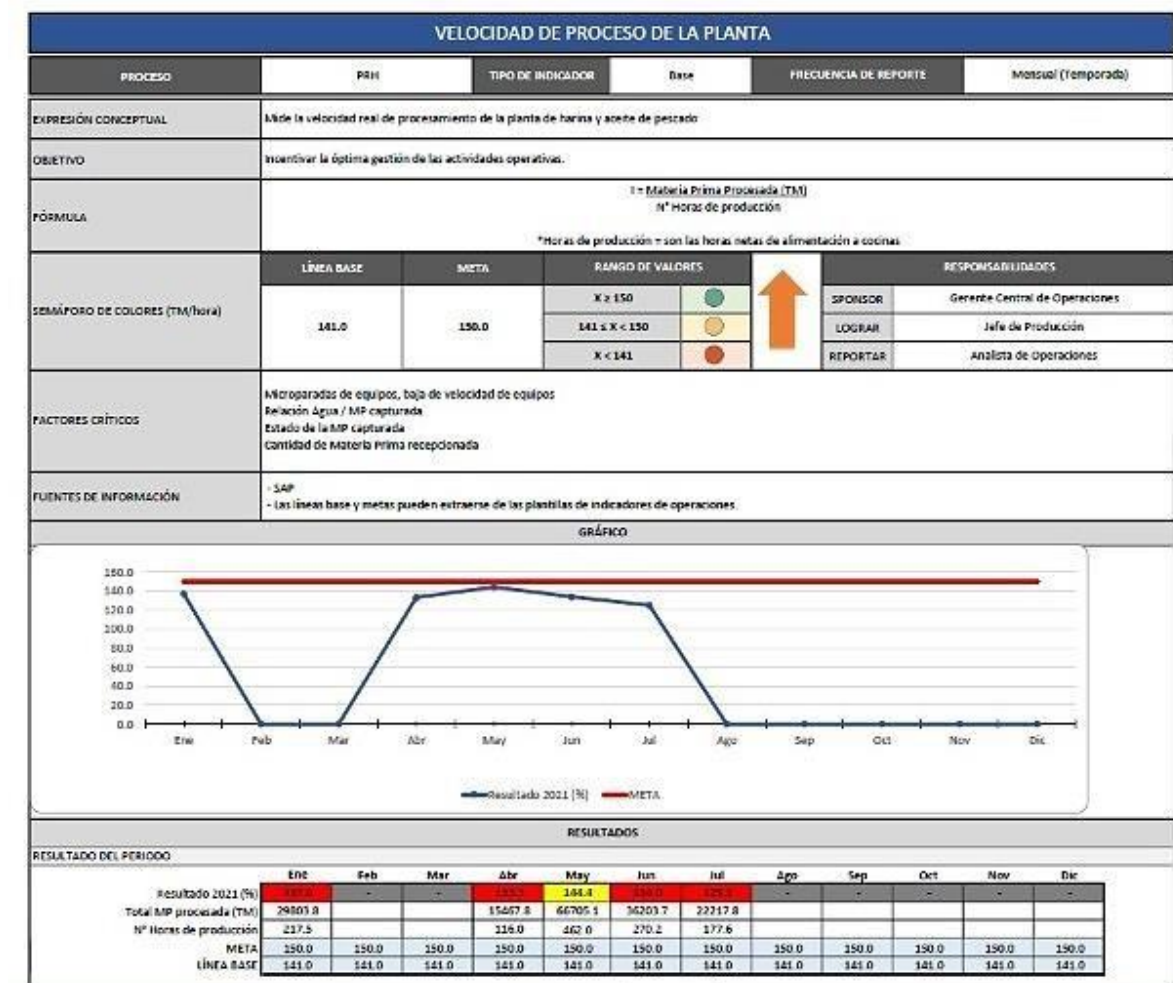 VELOCIDAD DE PROCESO DE LA PLANTA
PROCESO PRH TIPO DE INDICADOR Base FRECUENCIA DE REPORTE Mensual (Temporada)
EXPRESIÓN CONCEPTUAL Mide la velocidad real de procesamiento de la planta de harina y aceite de pescado
OBJETIVO Incentivar la óptima gestión de las actividades operativas.
FÓRMULA I = Materia Prima Procesada (TM)
N° Horas de producción
*Horas de producción = son las horas netas de alimentación a cocinas
SEMÁFORO DE COLORES (TM/hora)
LÍNEA BASE META RANGO DE VALORES RESPONSABILIDADES
141.0 150.0
X ≥ 150 SPONSOR Gerente Central de Operaciones
141 ≤ X < 150 LOGRAR Jefe de Producción
X < 141 REPORTAR Analista de Operaciones
FACTORES CRÍTICOS
Microparadas de equipos, baja de velocidad de equipos
Relación Agua / MP capturada
Estado de la MP capturada
Cantidad de Materia Prima recepcionada
FUENTES DE INFORMACIÓN
- SAP
- Las líneas base y metas pueden extraerse de las plantillas de indicadores de operaciones.
GRÁFICO
160.0
140.0
120.0
100.0
80.0
60.0
40.0
20.0
0.0
Ene Feb Mar Abr May Jun Jul Ago Sep Oct Nov Dic
Resultado 2021 (%) META
RESULTADOS
RESULTADO DEL PERIODO
Ene Feb Mar Abr May Jun Jul Ago Sep Oct Nov Dic
Resultado 2021 (%) - - 144.4 - - - - -
Total MP procesada (TM) 29803.8 15467.8 66705.1 36203.7 22217.8
N° Horas de producción 217.5 116.0 462.0 270.2 177.6
META 150.0 150.0 150.0 150.0 150.0 150.0 150.0 150.0 150.0 150.0 150.0 150.0
LÍNEA BASE 141.0 141.0 141.0 141.0 141.0 141.0 141.0 141.0 141.0 141.0 141.0 141.0